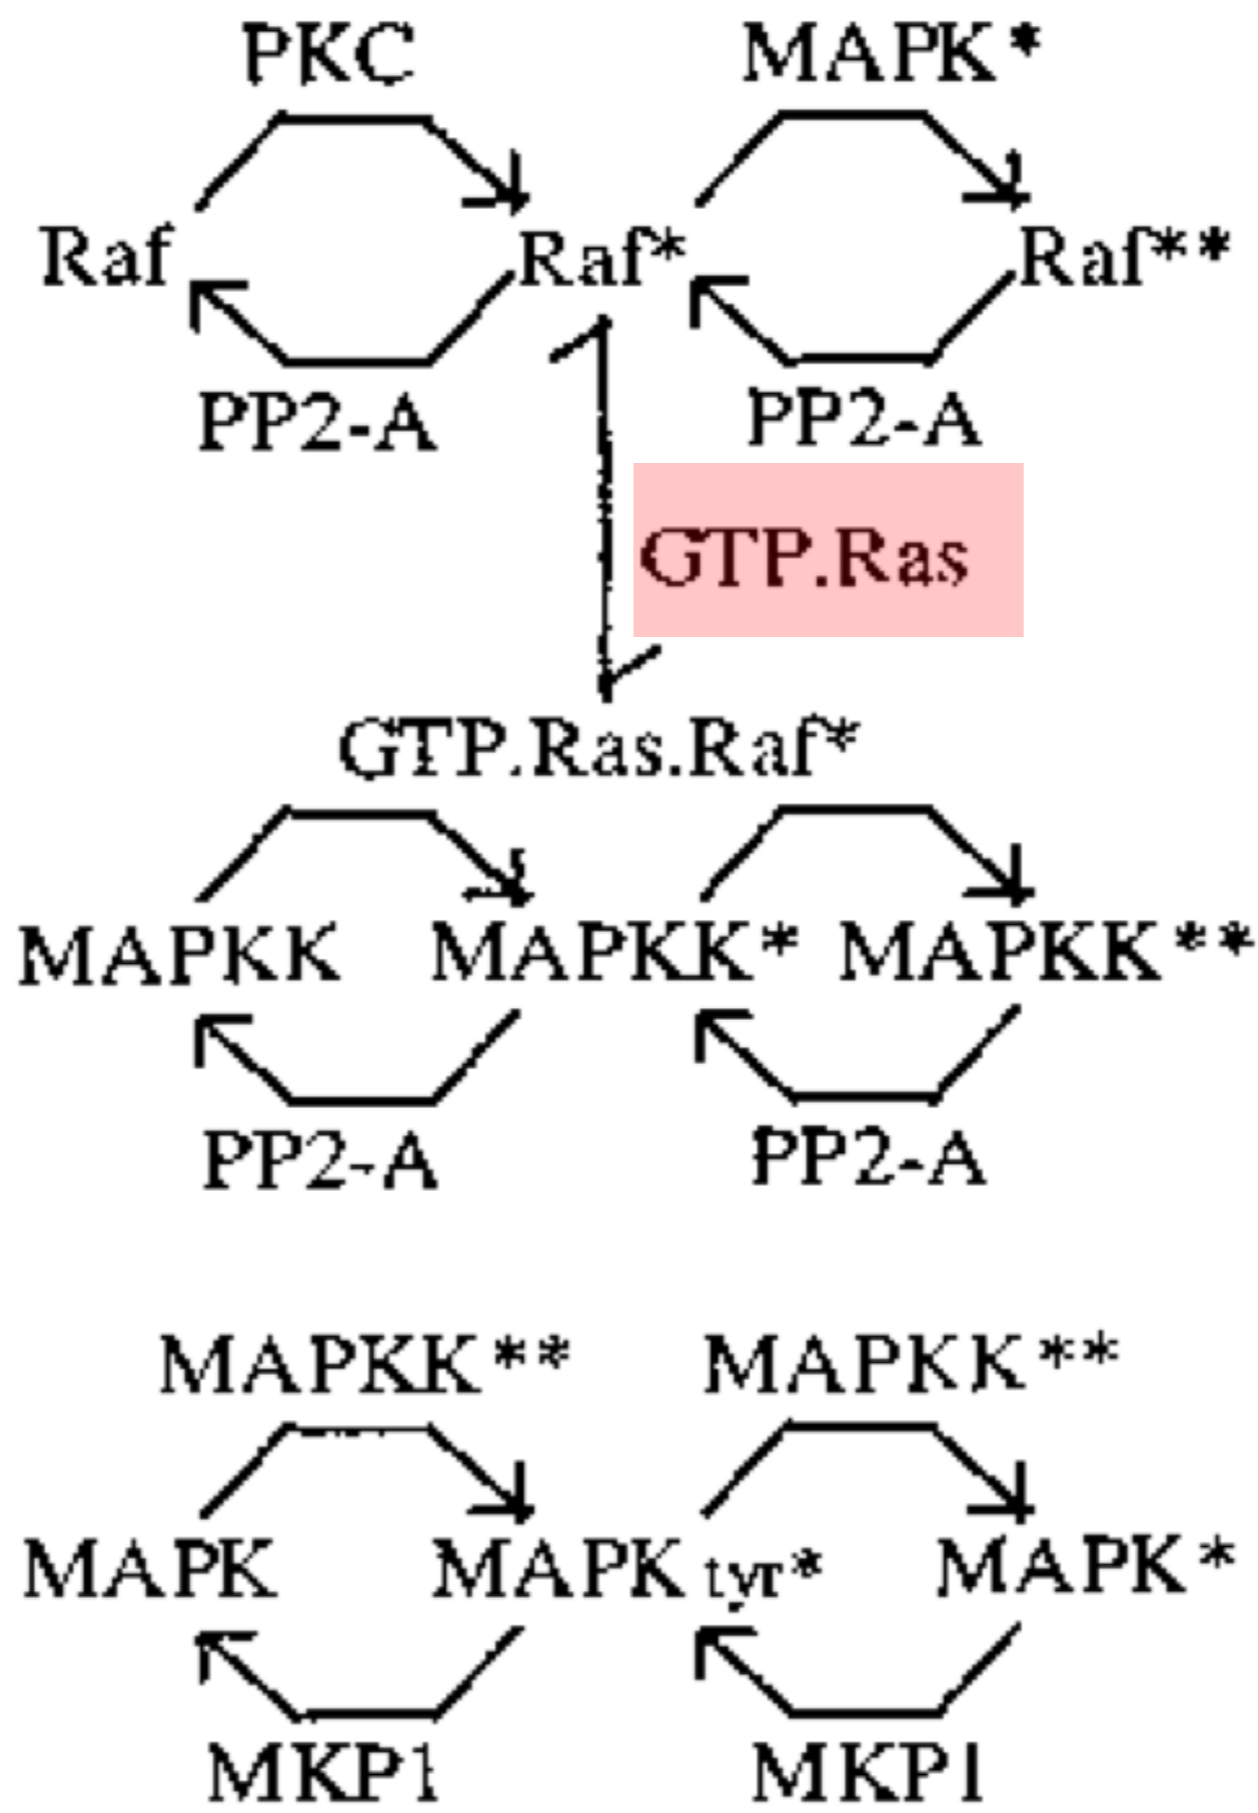 PKC MAPK*
Raf Raf* Raf**
PP2-A PP2-A
GTP.Ras
GTP.Ras.Raf*
MAPKK MAPKK* MAPKK**
PP2-A PP2-A
MAPKK** MAPKK**
MAPK MAPK tyr* MAPK*
MKP1 MKP1